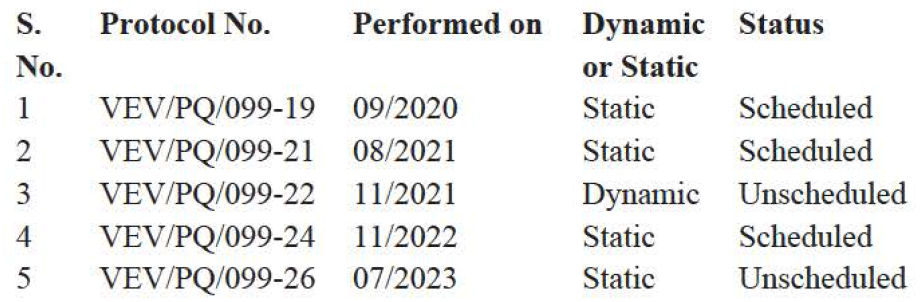 S. Protocol No. Performed on Dynamic Status
No. or Static
1 VEV/PQ/099-19 09/2020 Static Scheduled
2 VEV/PQ/099-21 08/2021 Static Scheduled
3 VEV/PQ/099-22 11/2021 Dynamic Unscheduled
4 VEV/PQ/099-24 11/2022 Static Scheduled
5 VEV/PQ/099-26 07/2023 Static Unscheduled